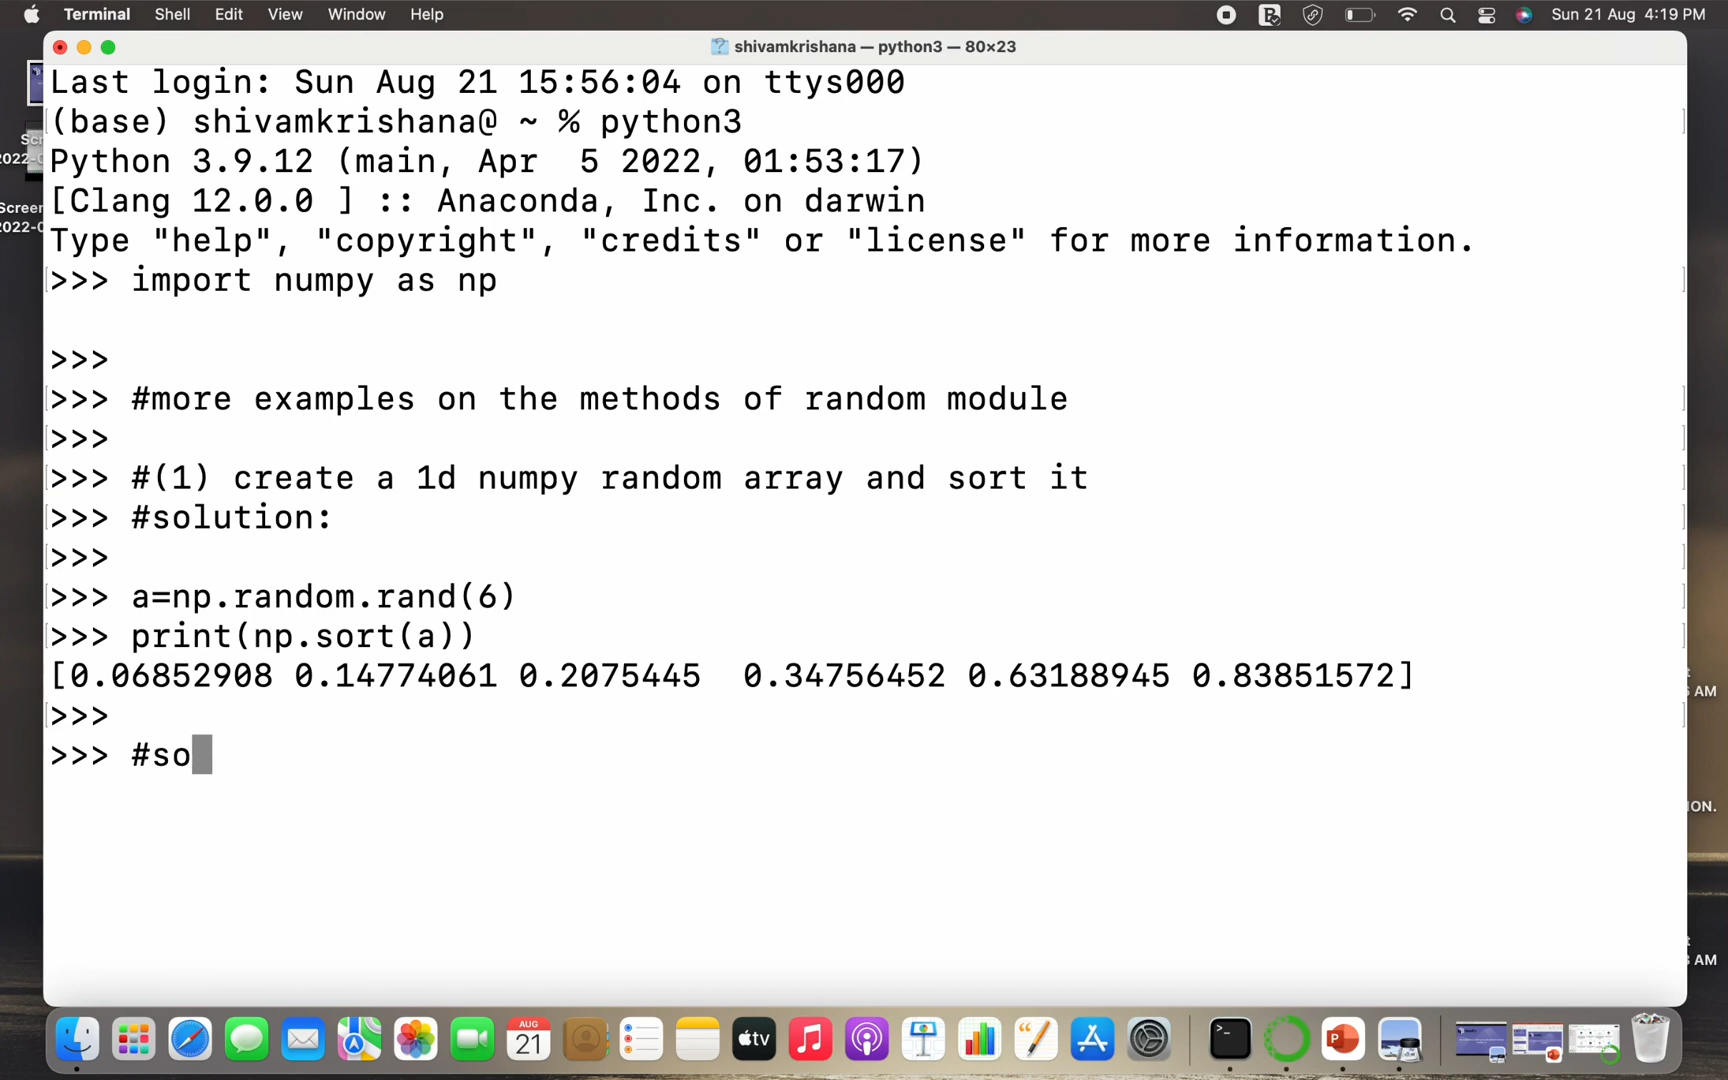 Terminal Shell Edit View Window Help Sun 21 Aug 4:19 PM
shivamkrishana — python3 — 80×23
Last login: Sun Aug 21 15:56:04 on ttys000
(base) shivamkrishana@ ~ % python3
Python 3.9.12 (main, Apr  5 2022, 01:53:17)
[Clang 12.0.0 ] :: Anaconda, Inc. on darwin
Type "help", "copyright", "credits" or "license" for more information.
>>> import numpy as np
>>>
>>> #more examples on the methods of random module
>>>
>>> #(1) create a 1d numpy random array and sort it
>>> #solution:
>>>
>>> a=np.random.rand(6)
>>> print(np.sort(a))
[0.06852908 0.14774061 0.2075445  0.34756452 0.63188945 0.83851572]
>>>
>>> #so
AM
ION.
AM
AUG
21
tv